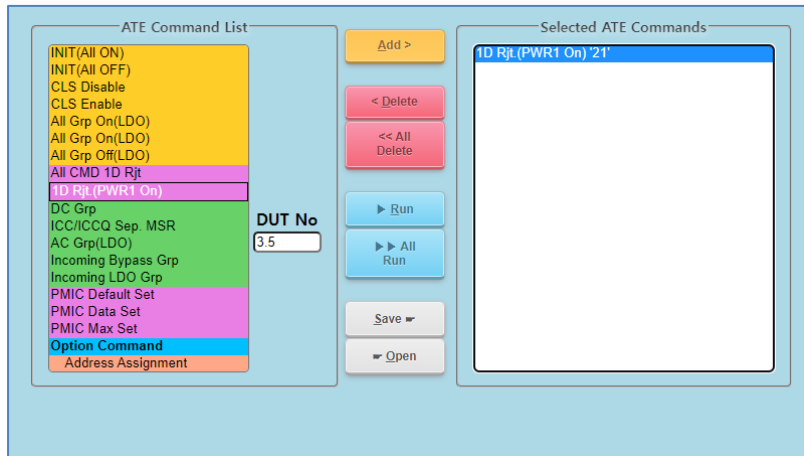 ATE Command List
INIT(All ON)
INIT(All OFF)
CLS Disable
CLS Enable
All Grp On(LDO)
All Grp On(LDO)
All Grp Off(LDO)
All CMD 1D Rjt
1D Rjt.(PWR1 On)
DC Grp
ICC/ICCQ Sep. MSR
AC Grp(LDO)
Incoming Bypass Grp
Incoming LDO Grp
PMIC Default Set
PMIC Data Set
PMIC Max Set
Option Command
Address Assignment
DUT No
3.5
Add >
< Delete
<< All
Delete
▶ Run
▶▶ All
Run
Save ☛
☛ Open
Selected ATE Commands
1D Rjt.(PWR1 On) '21'